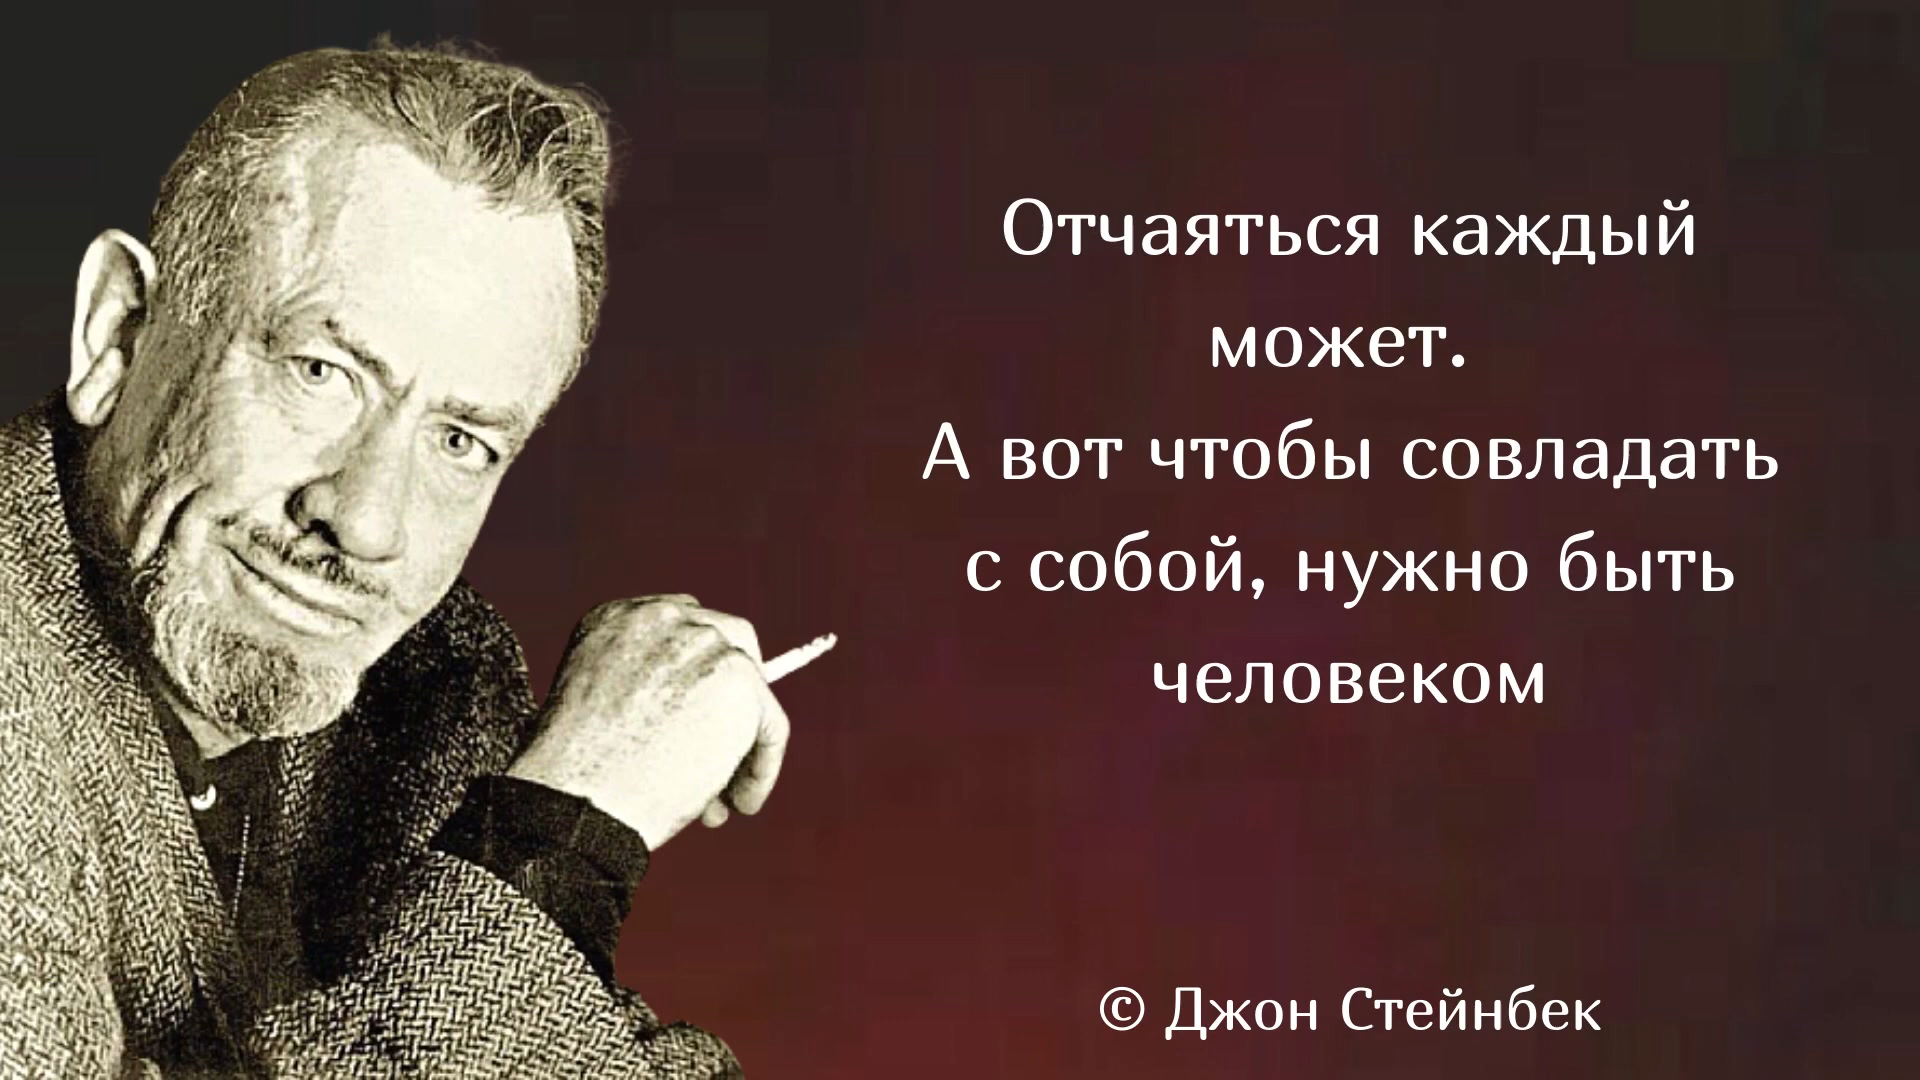 Отчаяться каждый
может.
А вот чтобы совладать
с собой, нужно быть
человеком
© Джон Стейнбек